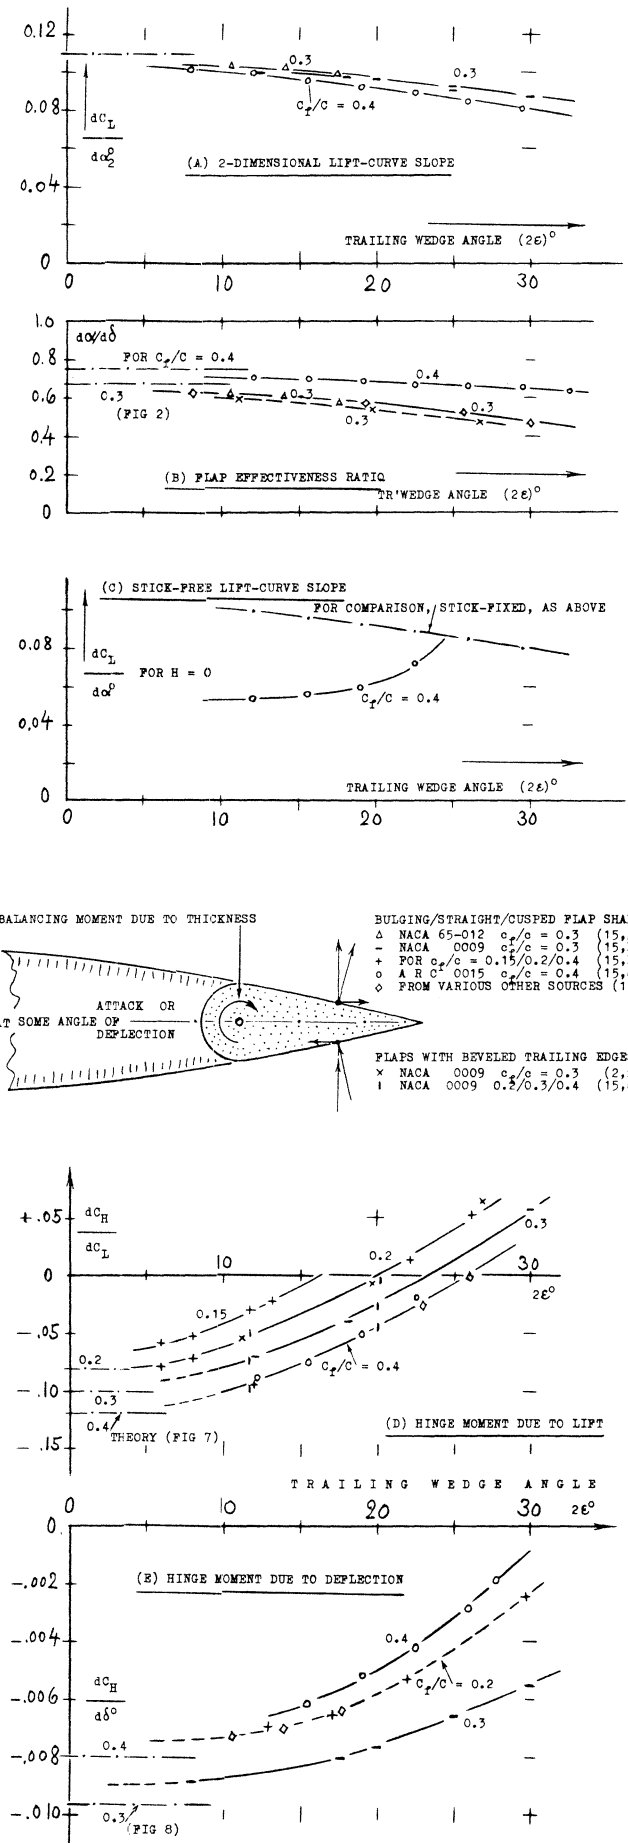 0.12
0.08
0.04
0
dC_L
dα°₂
0.3
0.3
C_f/C = 0.4
(A) 2-DIMENSIONAL LIFT-CURVE SLOPE
TRAILING WEDGE ANGLE (2ε)°
0 10 20 30
1.0
0.8
0.6
0.4
0.2
0
dα/dδ
FOR C_f/C = 0.4
0.4
0.3
(FIG 2)
0.3
0.3
0.3
(B) FLAP EFFECTIVENESS RATIO
TR'WEDGE ANGLE (2ε)°
(C) STICK-FREE LIFT-CURVE SLOPE
FOR COMPARISON, STICK-FIXED, AS ABOVE
0.08
0.04
0
dC_L
dα°
FOR H = 0
C_f/C = 0.4
TRAILING WEDGE ANGLE (2ε)°
0 10 20 30
BALANCING MOMENT DUE TO THICKNESS
ATTACK OR
AT SOME ANGLE OF
DEFLECTION
BULGING/STRAIGHT/CUSPED FLAP SHA
△ NACA 65-012 c_f/c = 0.3 (15,
- NACA 0009 c_f/c = 0.3 (15,
+ FOR c_f/c = 0.15/0.2/0.4 (15,
o A R C 0015 c_f/c = 0.4 (15,
◇ FROM VARIOUS OTHER SOURCES (1
FLAPS WITH BEVELED TRAILING EDGE
× NACA 0009 c_f/c = 0.3 (2,
ı NACA 0009 0.2/0.3/0.4 (15,
+ .05
0
-.05
-.10
-.15
dC_H
dC_L
10
30
2ε°
0.2
0.3
0.15
0.2
0.3
0.4
C_f/C = 0.4
THEORY (FIG 7)
(D) HINGE MOMENT DUE TO LIFT
TRAILING WEDGE ANGLE
0 10 20 30 2ε°
0
-.002
-.004
-.006
-.008
-.010
(E) HINGE MOMENT DUE TO DEFLECTION
dC_H
dδ°
0.4
C_f/C = 0.2
0.3
0.4
0.3
(FIG 8)